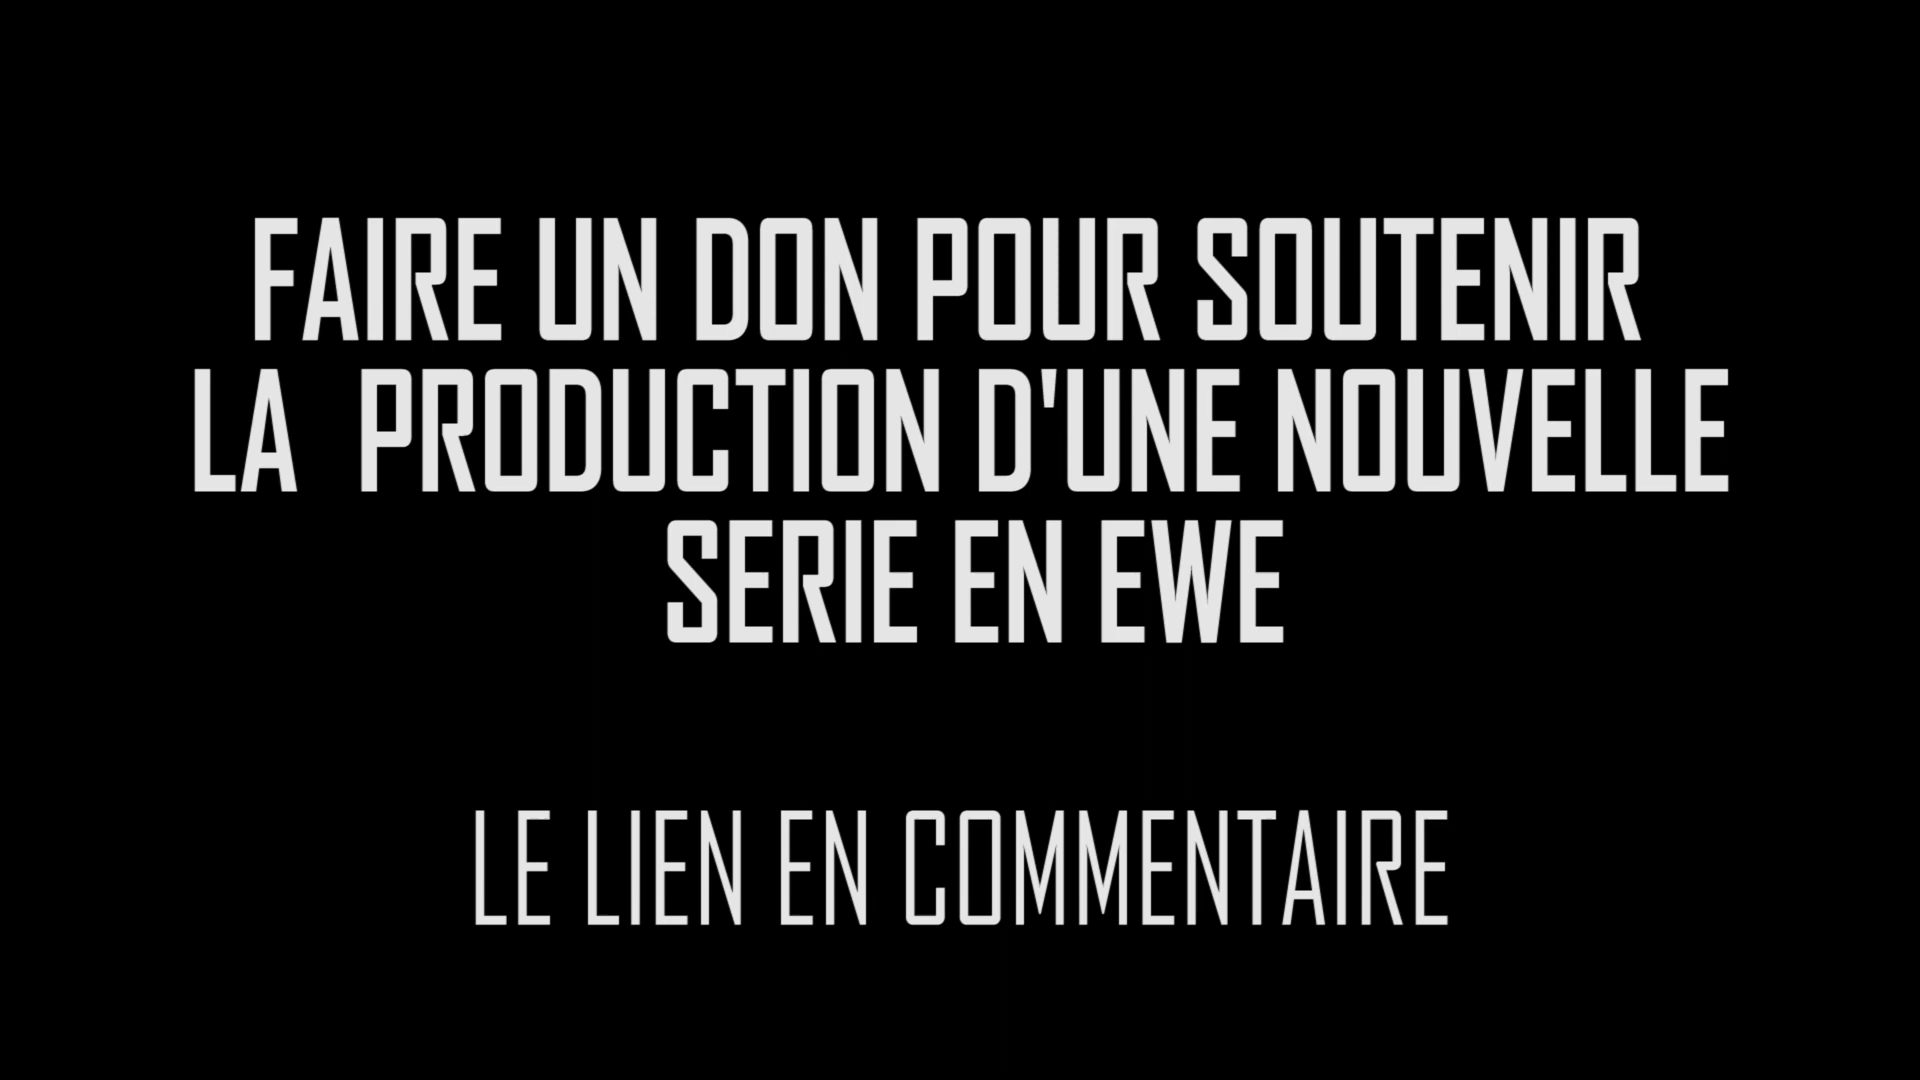 FAIRE UN DON POUR SOUTENIR
LA PRODUCTION D'UNE NOUVELLE
SERIE EN EWE
LE LIEN EN COMMENTAIRE